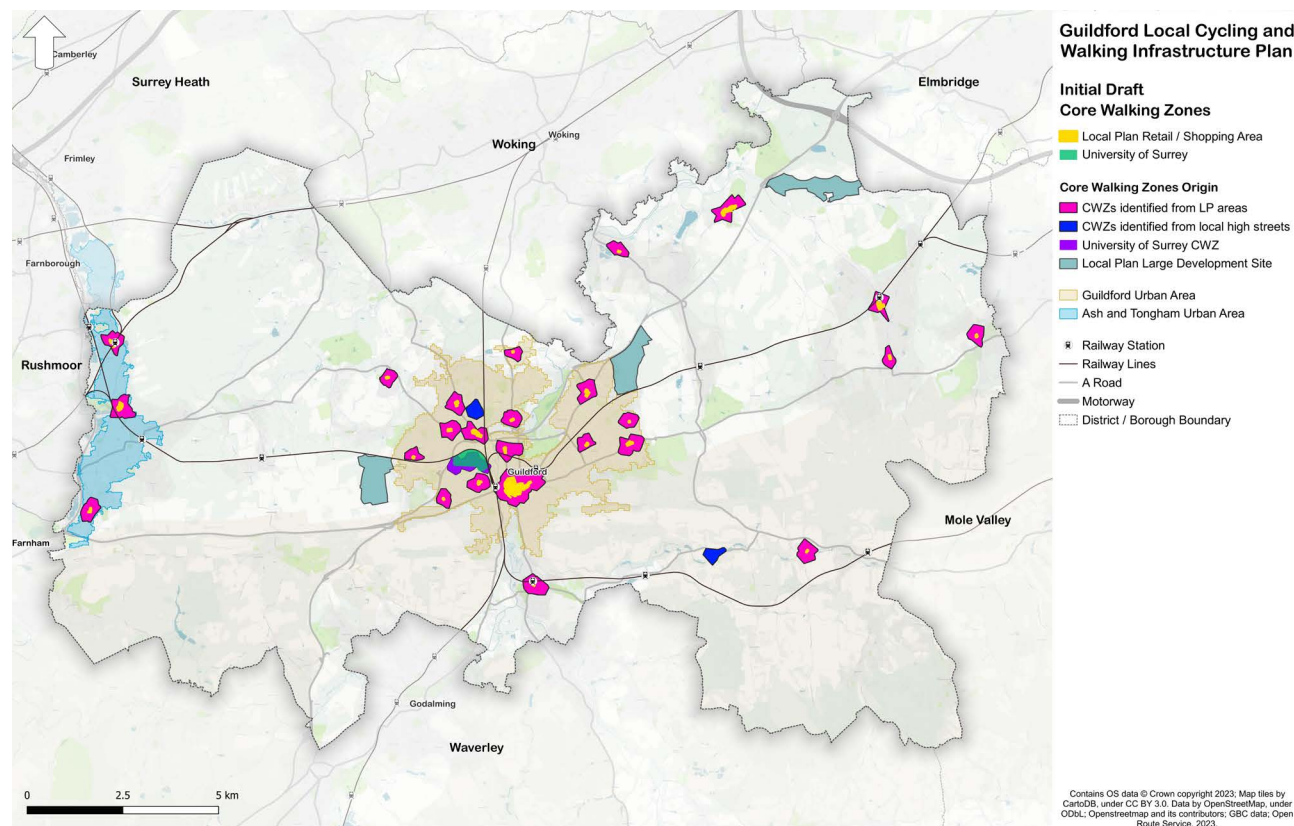 Guildford Local Cycling and
Walking Infrastructure Plan
Initial Draft
Core Walking Zones
Local Plan Retail / Shopping Area
University of Surrey
Core Walking Zones Origin
CWZs identified from LP areas
CWZs identified from local high streets
University of Surrey CWZ
Local Plan Large Development Site
Guildford Urban Area
Ash and Tongham Urban Area
Railway Station
Railway Lines
A Road
Motorway
District / Borough Boundary
Camberley
Surrey Heath
Elmbridge
Woking
Woking
Frimley
Farnborough
Rushmoor
Guildford
Mole Valley
Farnham
Godalming
Waverley
0
2.5
5 km
Contains OS data © Crown copyright 2023; Map tiles by
CartoDB, under CC BY 3.0. Data by OpenStreetMap, under
ODbL; Openstreetmap and its contributors; GBC data; Open
Route Service, 2023